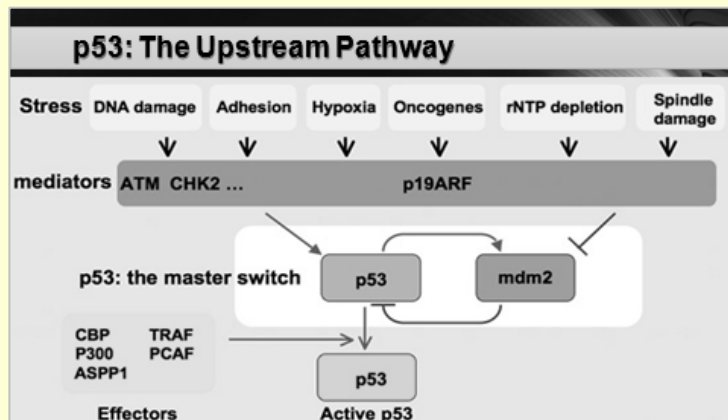 p53: The Upstream Pathway
Stress DNA damage Adhesion Hypoxia Oncogenes rNTP depletion Spindle damage
mediators ATM CHK2 ... p19ARF
p53: the master switch p53 mdm2
CBP TRAF
P300 PCAF
ASPP1
p53
Effectors Active p53